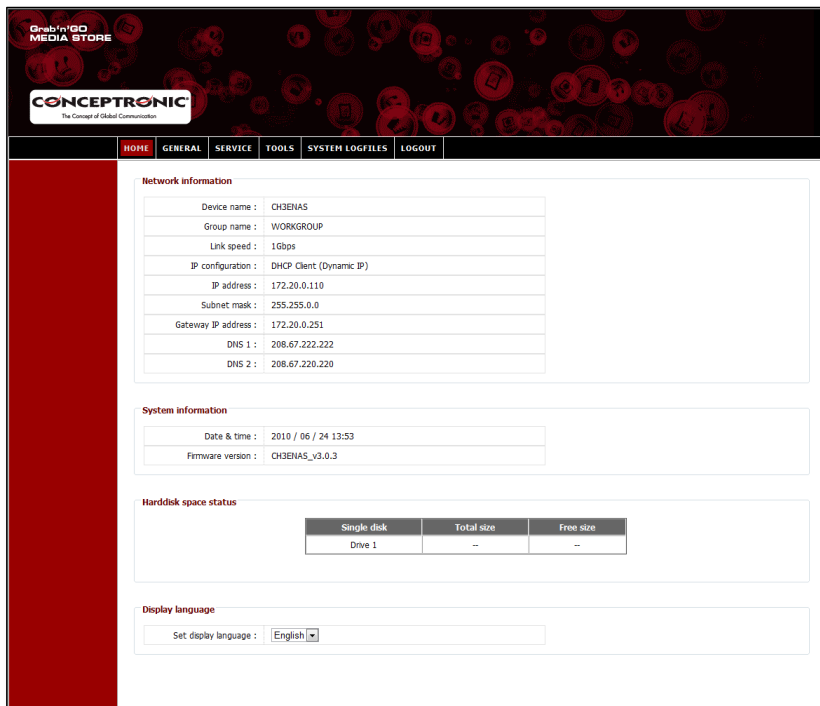 Grab'n'GO
MEDIA STORE
CONCEPTRONIC
The Concept of Global Communication
HOME GENERAL SERVICE TOOLS SYSTEM LOGFILES LOGOUT
Network information
Device name : CH3ENAS
Group name : WORKGROUP
Link speed : 1Gbps
IP configuration : DHCP Client (Dynamic IP)
IP address : 172.20.0.110
Subnet mask : 255.255.0.0
Gateway IP address : 172.20.0.251
DNS 1 : 208.67.222.222
DNS 2 : 208.67.220.220
System information
Date & time : 2010 / 06 / 24 13:53
Firmware version : CH3ENAS_v3.0.3
Harddisk space status
Single disk Total size Free size
Drive 1 -- --
Display language
Set display language : English